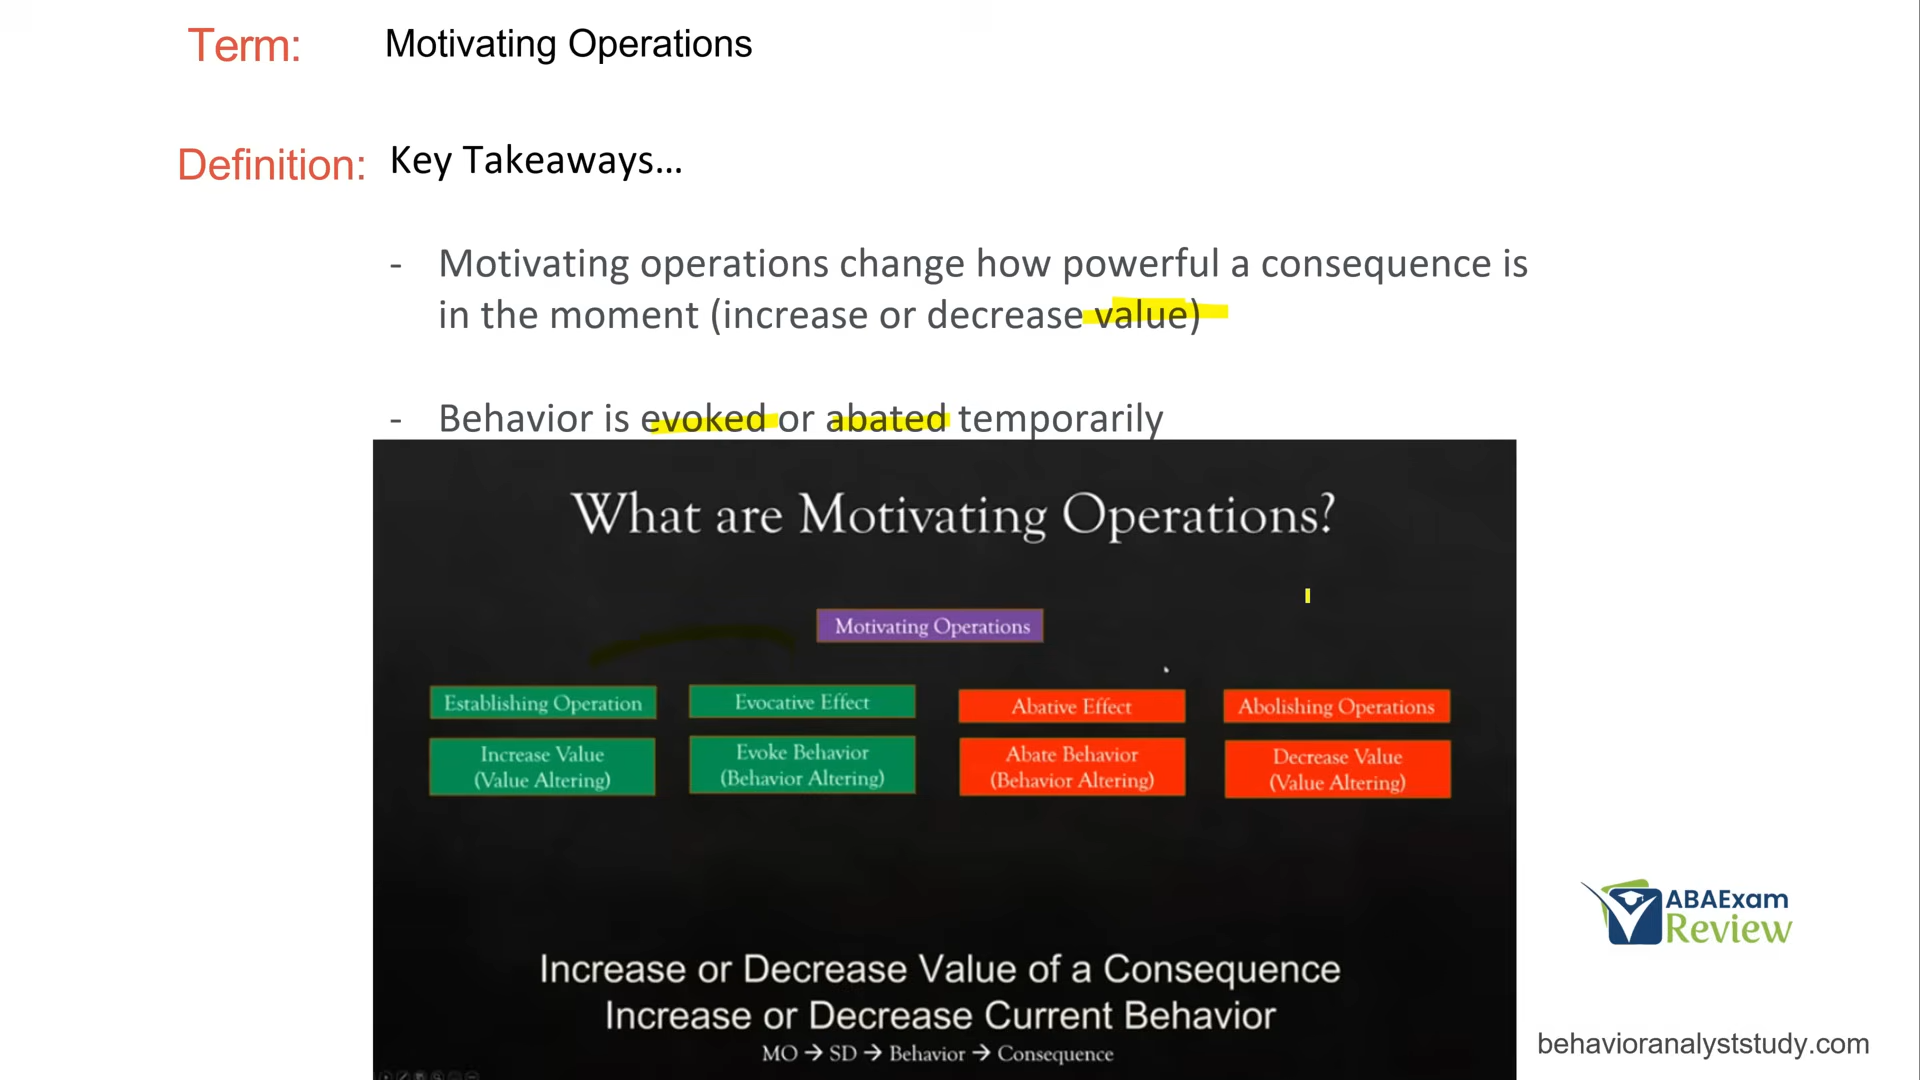 Term: Motivating Operations
Definition: Key Takeaways...
- Motivating operations change how powerful a consequence is
in the moment (increase or decrease value)
- Behavior is evoked or abated temporarily
What are Motivating Operations?
Motivating Operations
Establishing Operation
Increase Value
(Value Altering)
Evocative Effect
Evoke Behavior
(Behavior Altering)
Abative Effect
Abate Behavior
(Behavior Altering)
Abolishing Operations
Decrease Value
(Value Altering)
Increase or Decrease Value of a Consequence
Increase or Decrease Current Behavior
MO → SD → Behavior → Consequence
ABAExam
Review
behavioranalyststudy.com